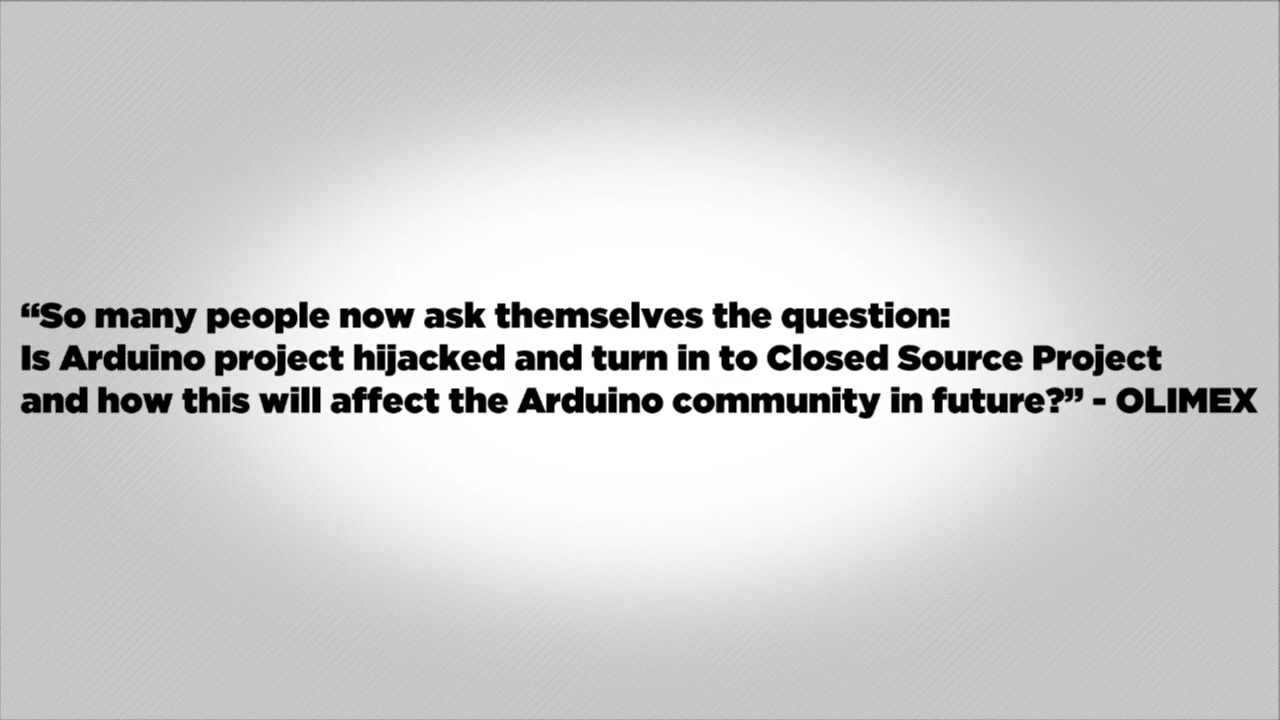 “So many people now ask themselves the question:
Is Arduino project hijacked and turn in to Closed Source Project
and how this will affect the Arduino community in future?” - OLIMEX